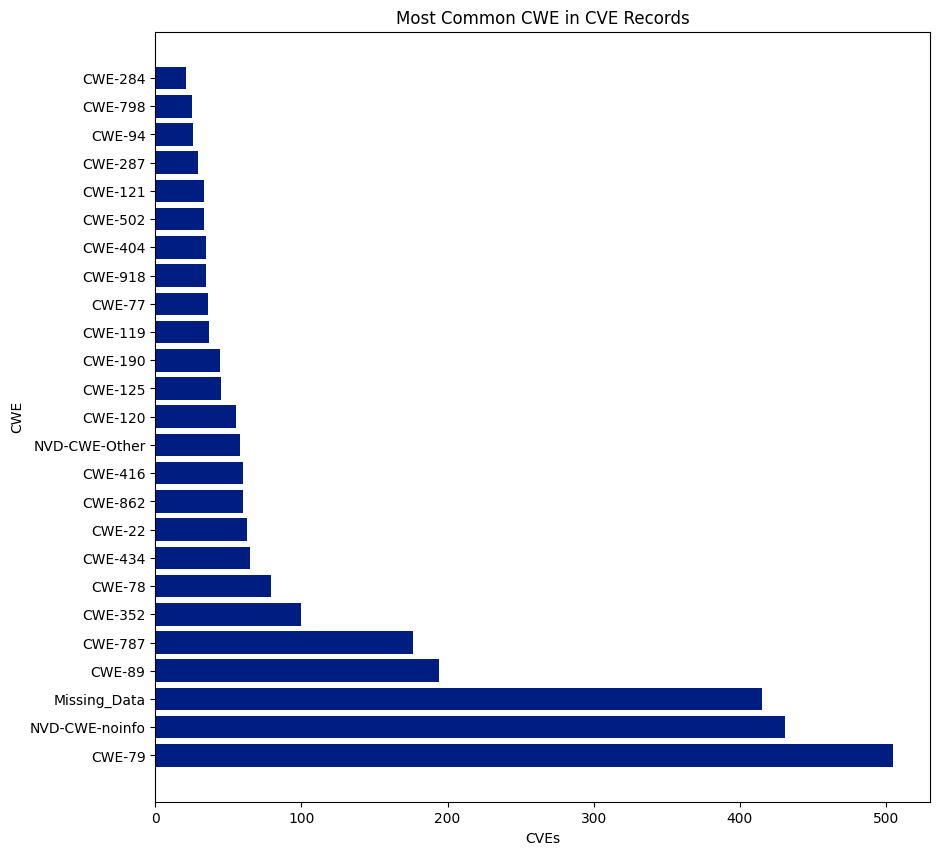 Most Common CWE in CVE Records
CWE-284
CWE-798
CWE-94
CWE-287
CWE-121
CWE-502
CWE-404
CWE-918
CWE-77
CWE-119
CWE-190
CWE-125
CWE-120
NVD-CWE-Other
CWE-416
CWE-862
CWE-22
CWE-434
CWE-78
CWE-352
CWE-787
CWE-89
Missing_Data
NVD-CWE-noinfo
CWE-79
CWE
0 100 200 300 400 500
CVEs